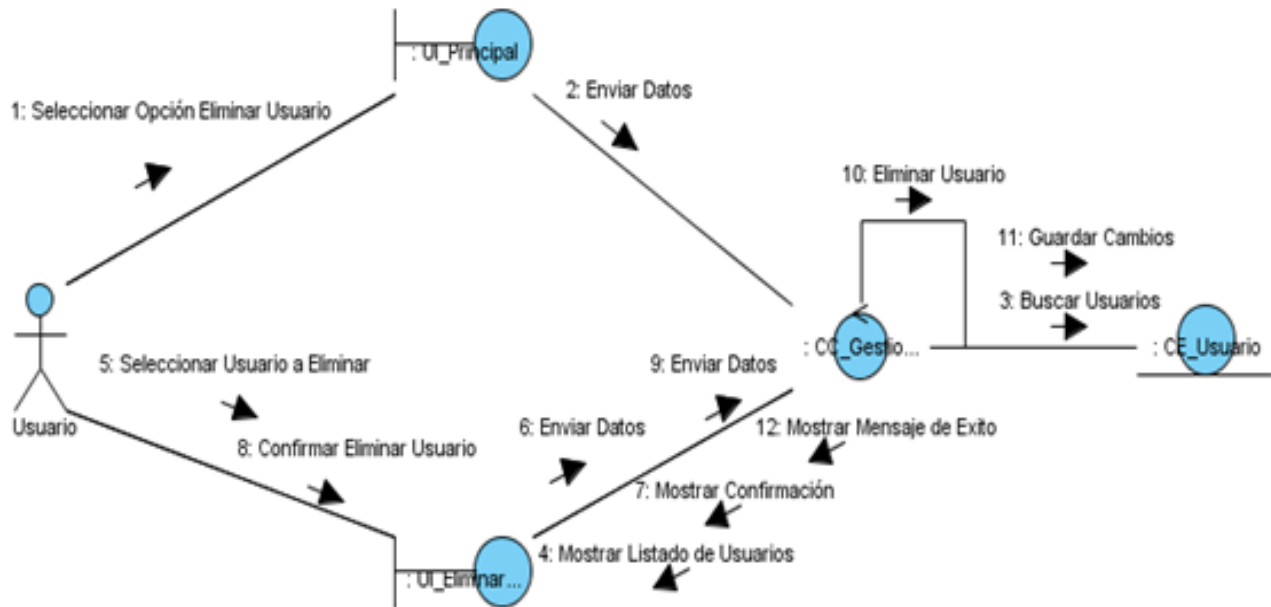 : UI_Principal
1: Seleccionar Opción Eliminar Usuario
2: Enviar Datos
10: Eliminar Usuario
11: Guardar Cambios
3: Buscar Usuarios
: CC_Gestio...
: CE_Usuario
5: Seleccionar Usuario a Eliminar
9: Enviar Datos
Usuario
6: Enviar Datos
12: Mostrar Mensaje de Exito
8: Confirmar Eliminar Usuario
7: Mostrar Confirmación
4: Mostrar Listado de Usuarios
: UI_Eliminar...